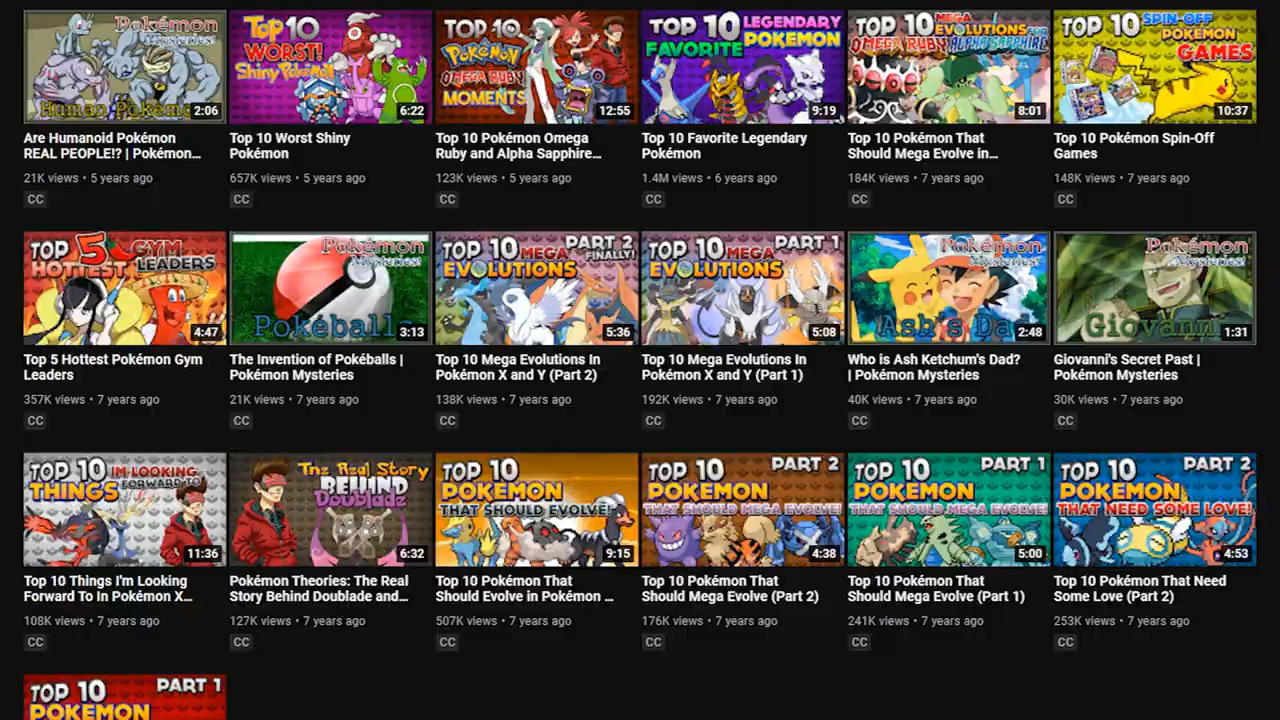 Pokémon
Mysteries!
Human Pokémo
2:06
Are Humanoid Pokémon
REAL PEOPLE!? | Pokémon...
21K views • 5 years ago
CC
Top 10
WORST!
Shiny Pokémon
6:22
Top 10 Worst Shiny
Pokémon
657K views • 5 years ago
CC
TOP 10
POKéMON
OMEGA RUBY
MOMENTS
12:55
Top 10 Pokémon Omega
Ruby and Alpha Sapphire...
123K views • 5 years ago
CC
TOP 10 LEGENDARY
FAVORITE POKEMON
9:19
Top 10 Favorite Legendary
Pokémon
1.4M views • 6 years ago
CC
TOP 10 MEGA
EVOLUTIONS FOR
OMEGA RUBY ALPHA SAPPHIRE
8:01
Top 10 Pokémon That
Should Mega Evolve in...
184K views • 7 years ago
CC
TOP 10 SPIN-OFF
POKEMON
GAMES
10:37
Top 10 Pokémon Spin-Off
Games
148K views • 7 years ago
CC
TOP 5 GYM
HOTTEST LEADERS
4:47
Top 5 Hottest Pokémon Gym
Leaders
357K views • 7 years ago
CC
Pokémon
Mysteries!
Pokéballs
3:13
The Invention of Pokéballs |
Pokémon Mysteries
21K views • 7 years ago
CC
TOP 10 MEGA PART 2
FINALLY!
EVOLUTIONS
5:36
Top 10 Mega Evolutions In
Pokémon X and Y (Part 2)
138K views • 7 years ago
CC
TOP 10 MEGA PART 1
EVOLUTIONS
5:08
Top 10 Mega Evolutions In
Pokémon X and Y (Part 1)
192K views • 7 years ago
CC
Pokémon
Mysteries!
Ash's Da
2:48
Who is Ash Ketchum's Dad?
| Pokémon Mysteries
40K views • 7 years ago
CC
Pokémon
Mysteries!
Giovann
1:31
Giovanni's Secret Past |
Pokémon Mysteries
30K views • 7 years ago
CC
TOP 10 IM LOOKING
THINGS FORWARD TO
11:36
Top 10 Things I'm Looking
Forward To In Pokémon X...
108K views • 7 years ago
CC
The Real Story
BEHIND
Doublade
6:32
Pokémon Theories: The Real
Story Behind Doublade and...
127K views • 7 years ago
CC
TOP 10
POKEMON
THAT SHOULD EVOLVE!
9:15
Top 10 Pokémon That
Should Evolve in Pokémon ...
507K views • 7 years ago
CC
TOP 10 PART 2
POKEMON
THAT SHOULD MEGA EVOLVE!
4:38
Top 10 Pokémon That
Should Mega Evolve (Part 2)
176K views • 7 years ago
CC
TOP 10 PART 1
POKEMON
THAT SHOULD MEGA EVOLVE!
5:00
Top 10 Pokémon That
Should Mega Evolve (Part 1)
241K views • 7 years ago
CC
TOP 10 PART 2
POKEMON
THAT NEED SOME LOVE!
4:53
Top 10 Pokémon That Need
Some Love (Part 2)
253K views • 7 years ago
CC
TOP 10 PART 1
POKEMON